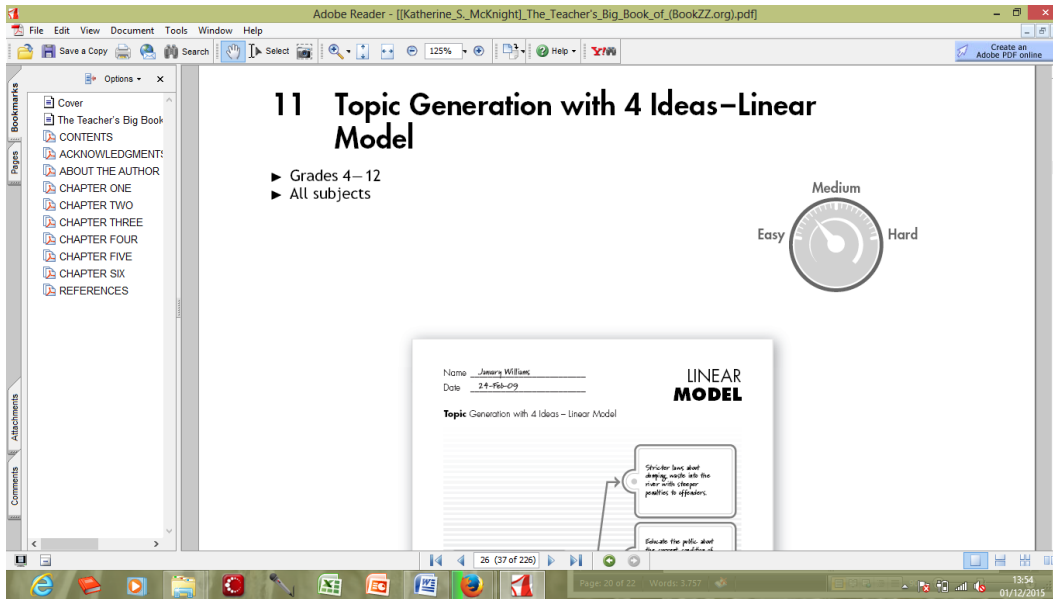 Adobe Reader - [[Katherine_S._McKnight]_The_Teacher's_Big_Book_of_(BookZZ.org).pdf]
File Edit View Document Tools Window Help
Save a Copy Search Select 125% Help Y! Create an
Adobe PDF online
Bookmarks
Pages
Attachments
Comments
Options
Cover
The Teacher's Big Book
CONTENTS
ACKNOWLEDGMENTS
ABOUT THE AUTHOR
CHAPTER ONE
CHAPTER TWO
CHAPTER THREE
CHAPTER FOUR
CHAPTER FIVE
CHAPTER SIX
REFERENCES
11 Topic Generation with 4 Ideas–Linear
Model
► Grades 4–12
► All subjects
Medium
Easy Hard
Name January Williams
Date 24-Feb-09
LINEAR
MODEL
Topic Generation with 4 Ideas – Linear Model
Stricter laws about
dumping waste into the
river with steeper
penalties to offenders.
Educate the public about
the current condition of
26 (37 of 226)
Page: 20 of 22 Words: 3.757
13:54
01/12/2015